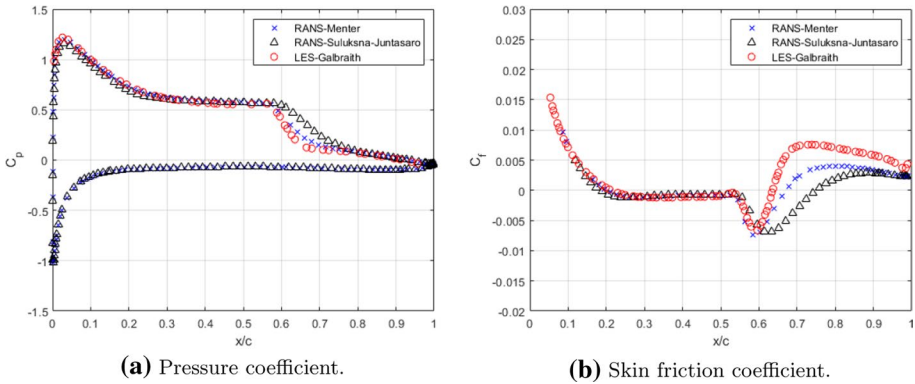 1.5
1
0.5
0
-0.5
-1
-1.5
C_p
0 0.1 0.2 0.3 0.4 0.5 0.6 0.7 0.8 0.9 1
x/c
RANS-Menter
RANS-Suluksna-Juntasaro
LES-Galbraith
(a) Pressure coefficient.
0.03
0.025
0.02
0.015
0.01
0.005
0
-0.005
-0.01
-0.015
-0.02
C_f
0 0.1 0.2 0.3 0.4 0.5 0.6 0.7 0.8 0.9 1
x/c
RANS-Menter
RANS-Suluksna-Juntasaro
LES-Galbraith
(b) Skin friction coefficient.